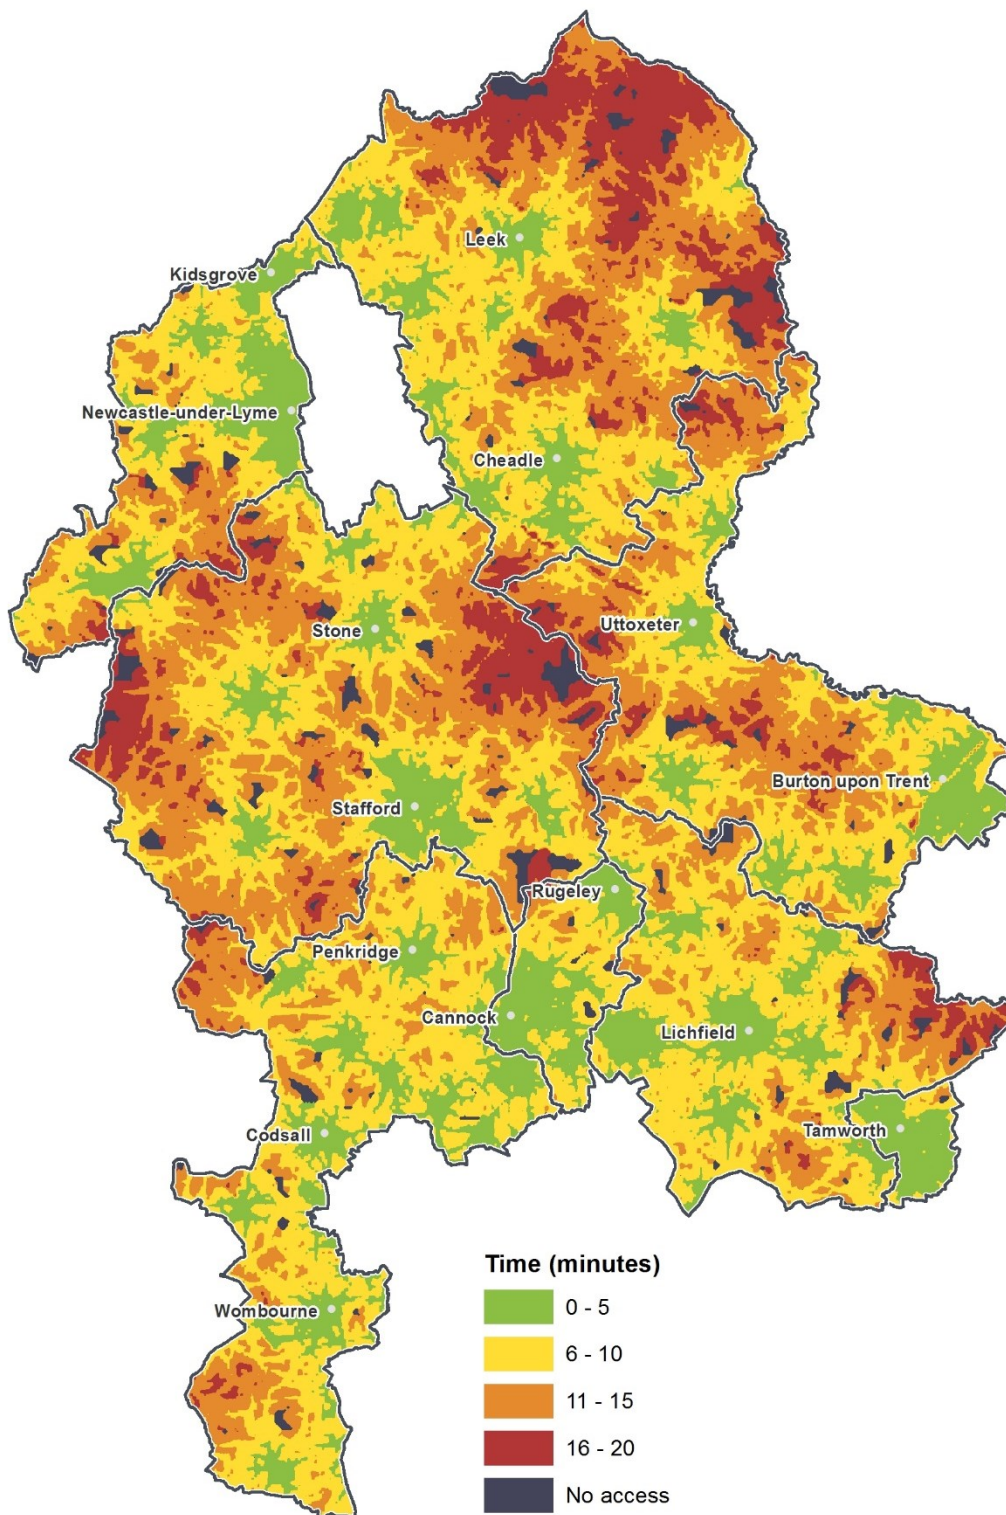 Leek
Kidsgrove
Newcastle-under-Lyme
Cheadle
Stone
Uttoxeter
Burton upon Trent
Stafford
Rugeley
Penkridge
Cannock
Lichfield
Codsall
Tamworth
Wombourne
Time (minutes)
0 - 5
6 - 10
11 - 15
16 - 20
No access